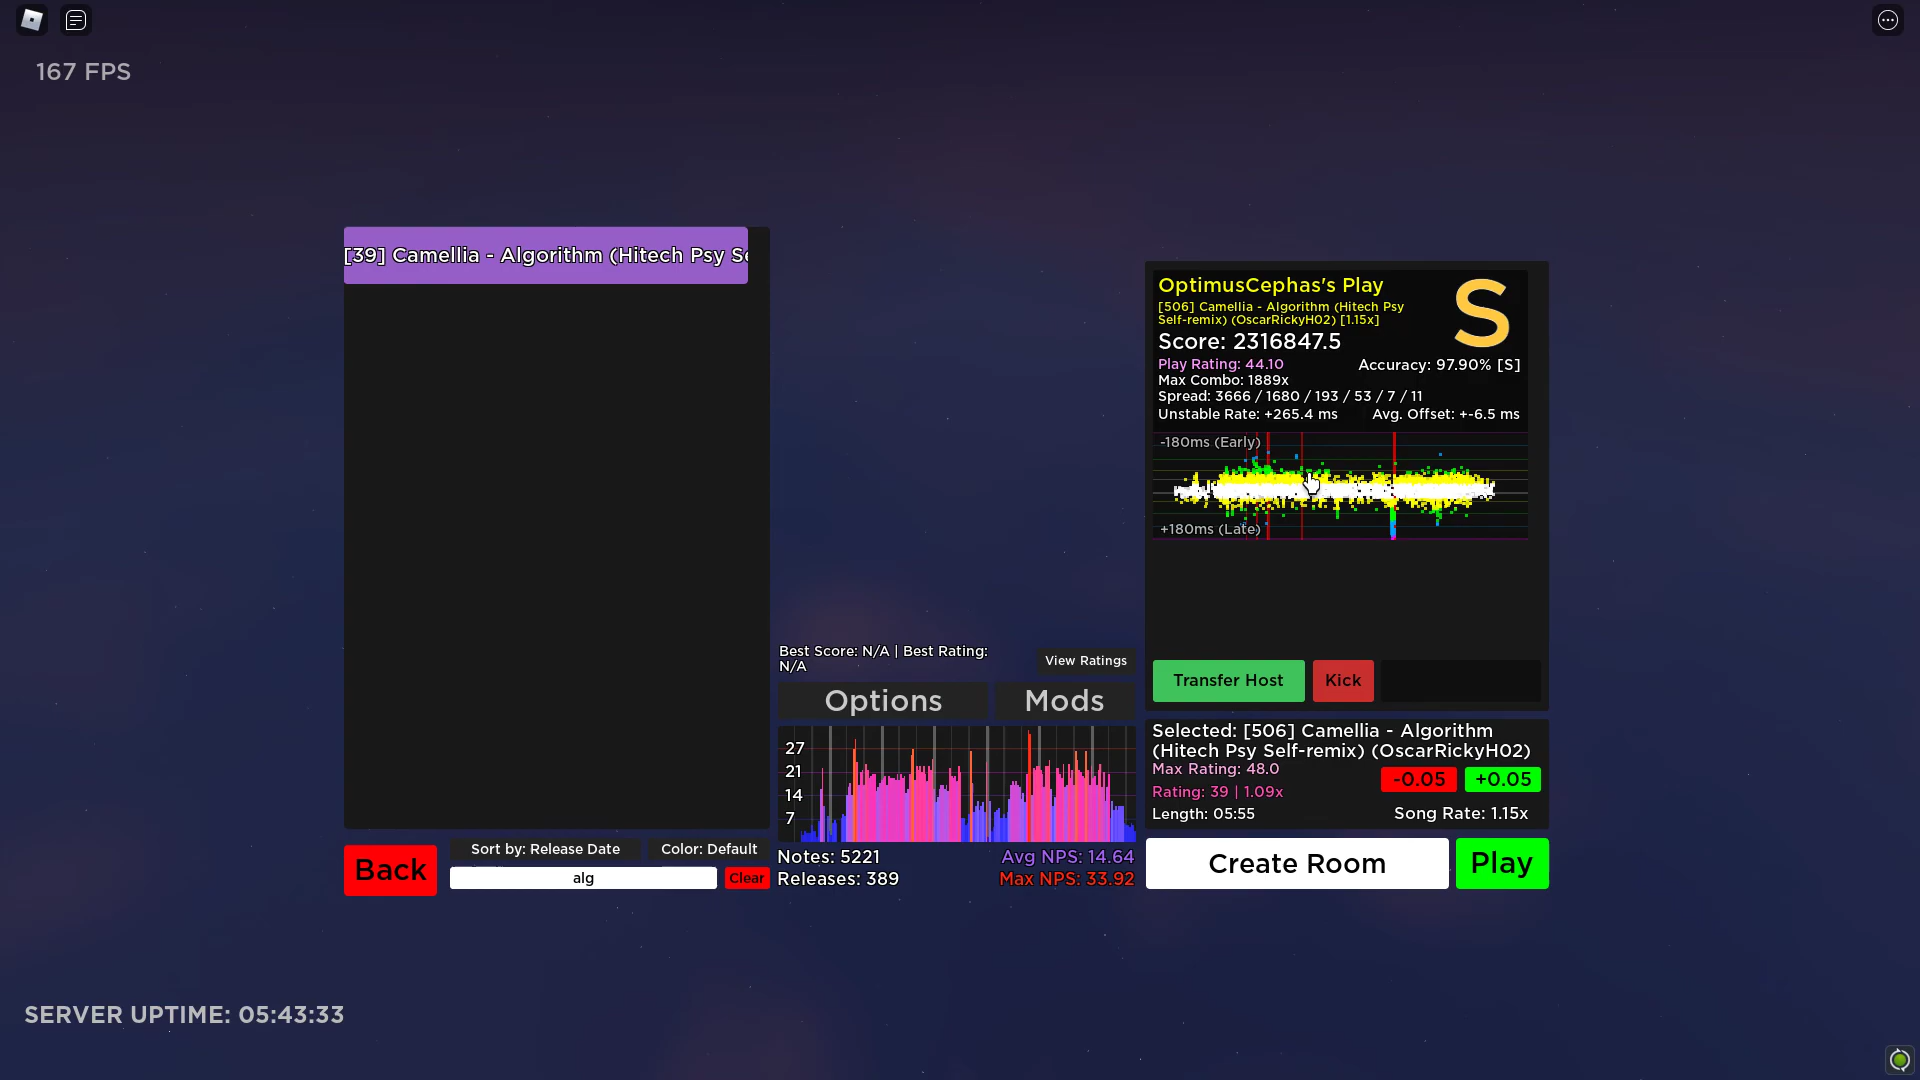 167 FPS
[39] Camellia - Algorithm (Hitech Psy Se
OptimusCephas's Play
[506] Camellia - Algorithm (Hitech Psy
Self-remix) (OscarRickyH02) [1.15x]
S
Score: 2316847.5
Play Rating: 44.10
Accuracy: 97.90% [S]
Max Combo: 1889x
Spread: 3666 / 1680 / 193 / 53 / 7 / 11
Unstable Rate: +265.4 ms
Avg. Offset: +-6.5 ms
-180ms (Early)
+180ms (Late)
Best Score: N/A | Best Rating:
N/A
View Ratings
Transfer Host
Kick
Options
Mods
27
21
14
7
Selected: [506] Camellia - Algorithm
(Hitech Psy Self-remix) (OscarRickyH02)
Max Rating: 48.0
-0.05
+0.05
Rating: 39 | 1.09x
Length: 05:55
Song Rate: 1.15x
Sort by: Release Date
Color: Default
Back
alg
Clear
Notes: 5221
Avg NPS: 14.64
Releases: 389
Max NPS: 33.92
Create Room
Play
SERVER UPTIME: 05:43:33